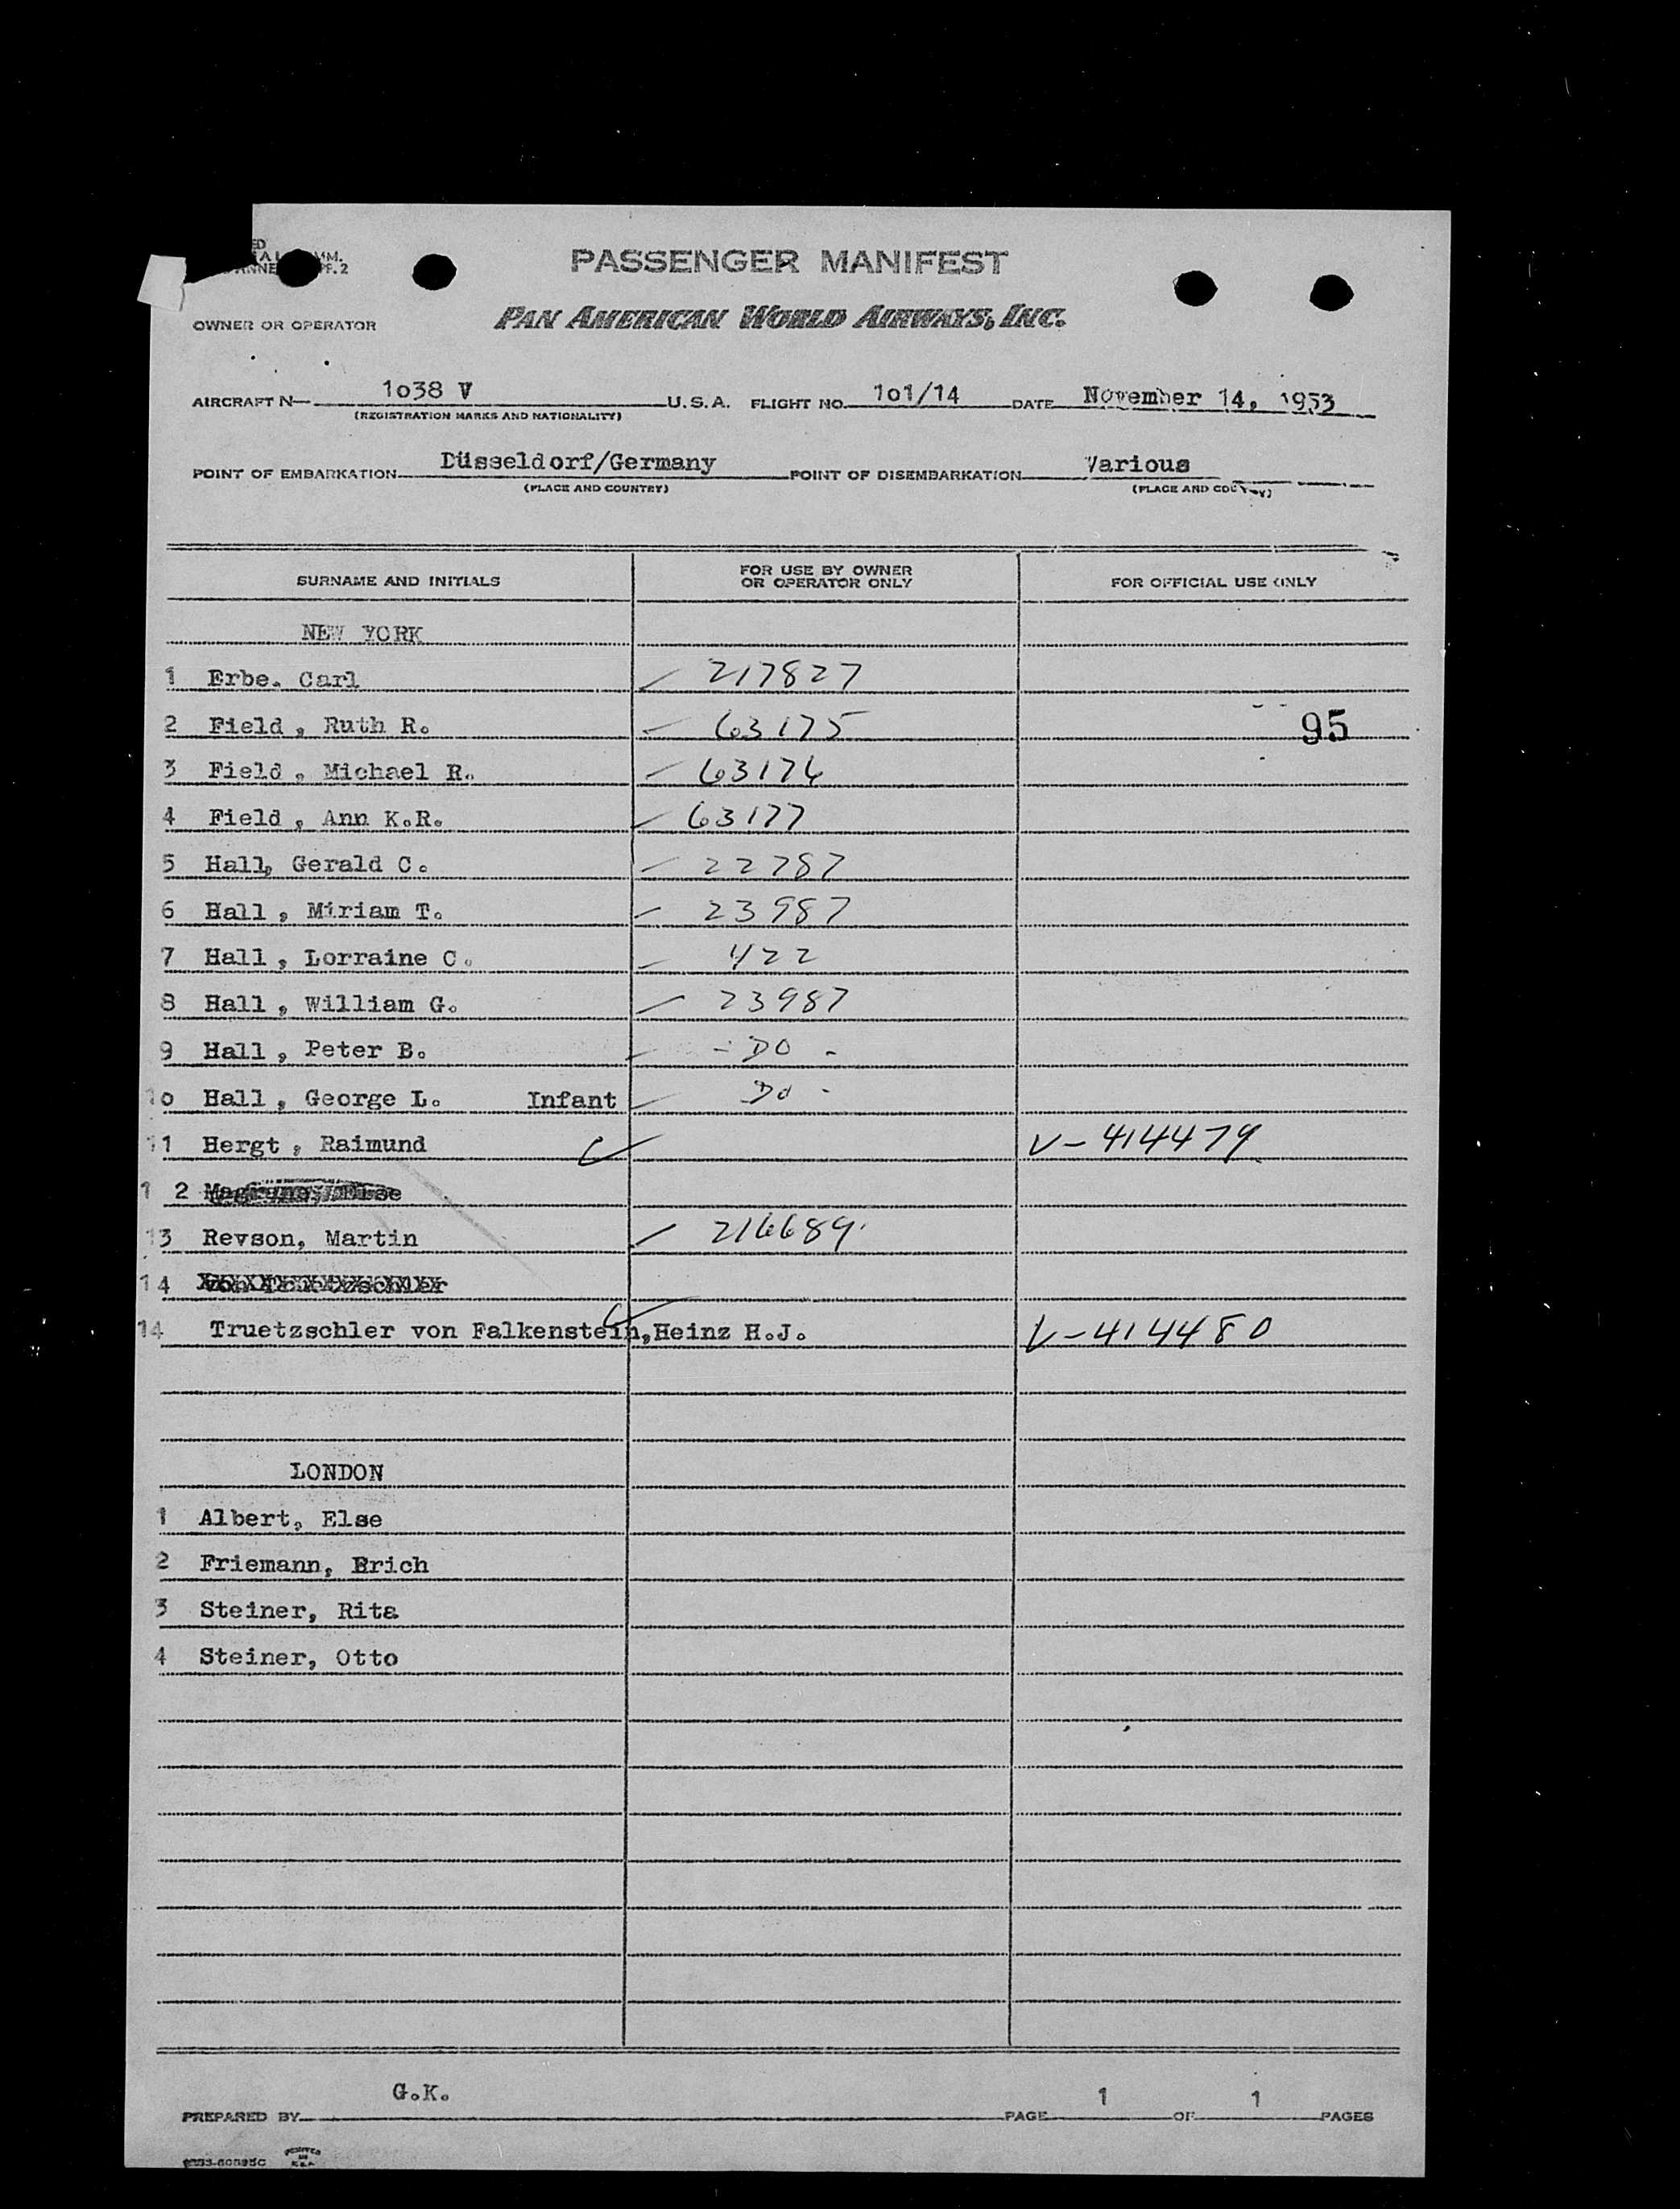 PASSENGER MANIFEST
OWNER OR OPERATOR PAN AMERICAN WORLD AIRWAYS, INC.
AIRCRAFT N— 1o38 V U.S.A. FLIGHT NO. 1o1/14 DATE November 14, 1953
(REGISTRATION MARKS AND NATIONALITY)
POINT OF EMBARKATION Düsseldorf/Germany POINT OF DISEMBARKATION Various
(PLACE AND COUNTRY) (PLACE AND
SURNAME AND INITIALS FOR USE BY OWNER OR OPERATOR ONLY FOR OFFICIAL USE ONLY
NEW YORK
1 Erbe. Carl 217827
2 Field, Ruth R. 63175 95
3 Field, Michael R. 63176
4 Field, Ann K.R. 63177
5 Hall, Gerald C. 22787
6 Hall, Miriam T. 23987
7 Hall, Lorraine C. 422
8 Hall, William G. 23987
9 Hall, Peter B. - DO -
1o Hall, George L. Infant DO -
11 Hergt, Raimund V-414479
12
13 Revson, Martin 216689
14
14 Truetzschler von Falkenstein, Heinz H.J. V-414480
LONDON
1 Albert, Else
2 Friemann, Erich
3 Steiner, Rita
4 Steiner, Otto
G.K.
PREPARED BY PAGE 1 OF 1 PAGES